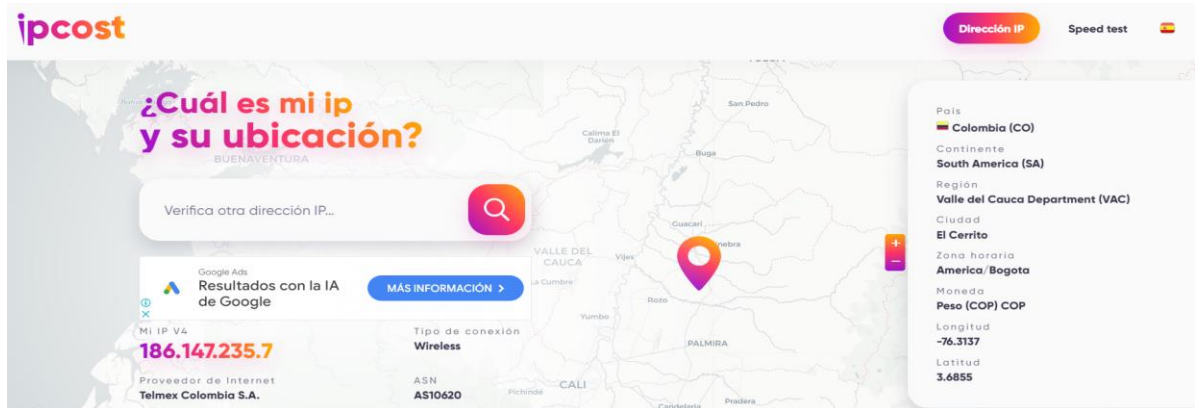 ipcost
Dirección IP
Speed test
¿Cuál es mi ip
y su ubicación?
Verifica otra dirección IP...
Google Ads
Resultados con la IA
de Google
MÁS INFORMACIÓN >
Mi IP V4
186.147.235.7
Tipo de conexión
Wireless
Proveedor de Internet
Telmex Colombia S.A.
ASN
AS10620
BUENAVENTURA
San Pedro
Calima El
Darién
Buga
Guacarí
VALLE DEL
CAUCA
Vijes
Rozo
Yumbo
PALMIRA
CALI
Pichindé
Candelaria
Pradera
+
−
País
Colombia (CO)
Continente
South America (SA)
Región
Valle del Cauca Department (VAC)
Ciudad
El Cerrito
Zona horaria
America/Bogota
Moneda
Peso (COP) COP
Longitud
-76.3137
Latitud
3.6855